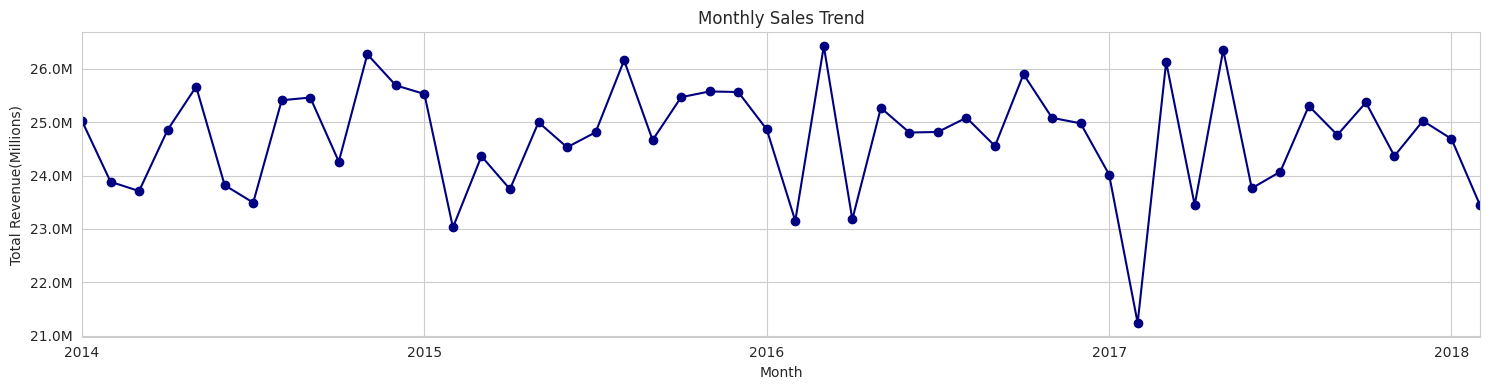 Monthly Sales Trend
Total Revenue(Millions)
26.0M
25.0M
24.0M
23.0M
22.0M
21.0M
2014 2015 2016 2017 2018
Month